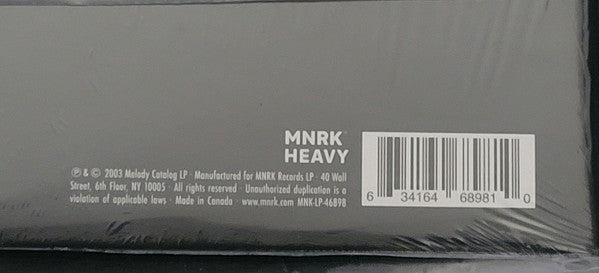 MNRK
HEAVY
℗ & © 2003 Melody Catalog LP · Manufactured for MNRK Records LP · 40 Wall
Street, 6th Floor, NY 10005 · All rights reserved · Unauthorized duplication is a
violation of applicable laws · Made in Canada · www.mnrk.com MNK-LP-46898
6 34164 68981 0